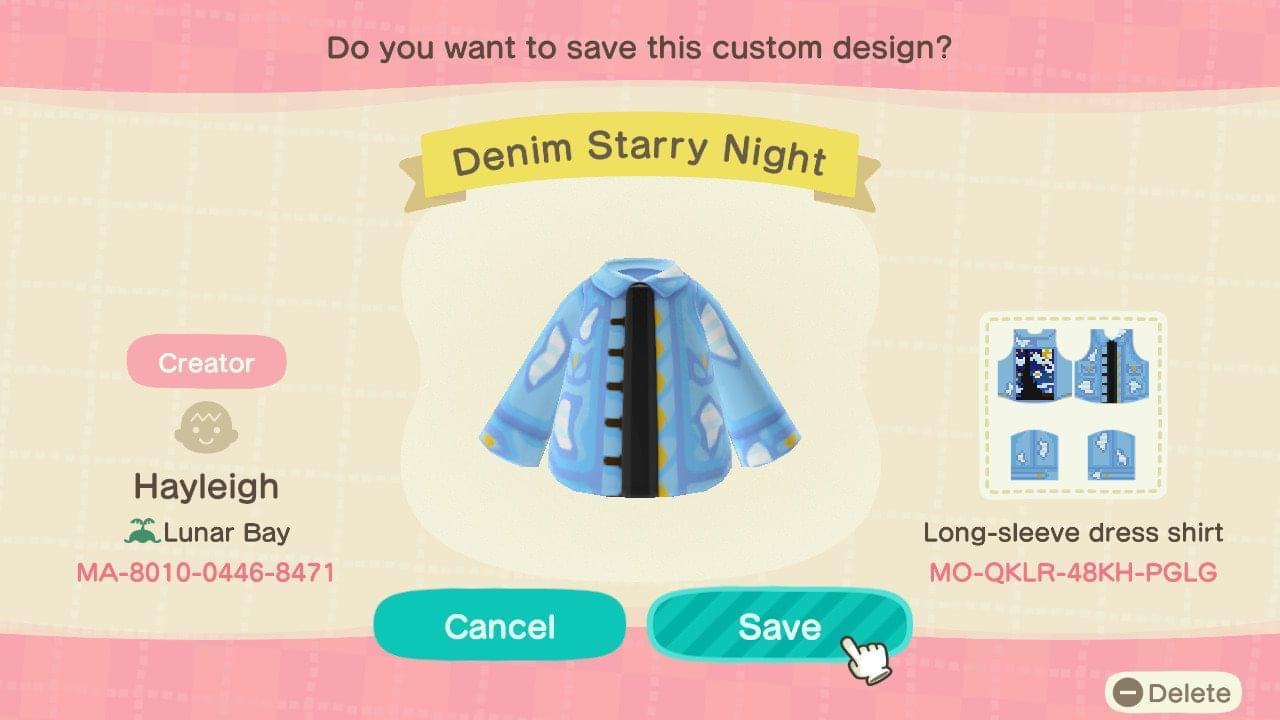 Do you want to save this custom design?
Denim Starry Night
Creator
Hayleigh
Lunar Bay
MA-8010-0446-8471
Long-sleeve dress shirt
MO-QKLR-48KH-PGLG
Cancel
Save
Delete